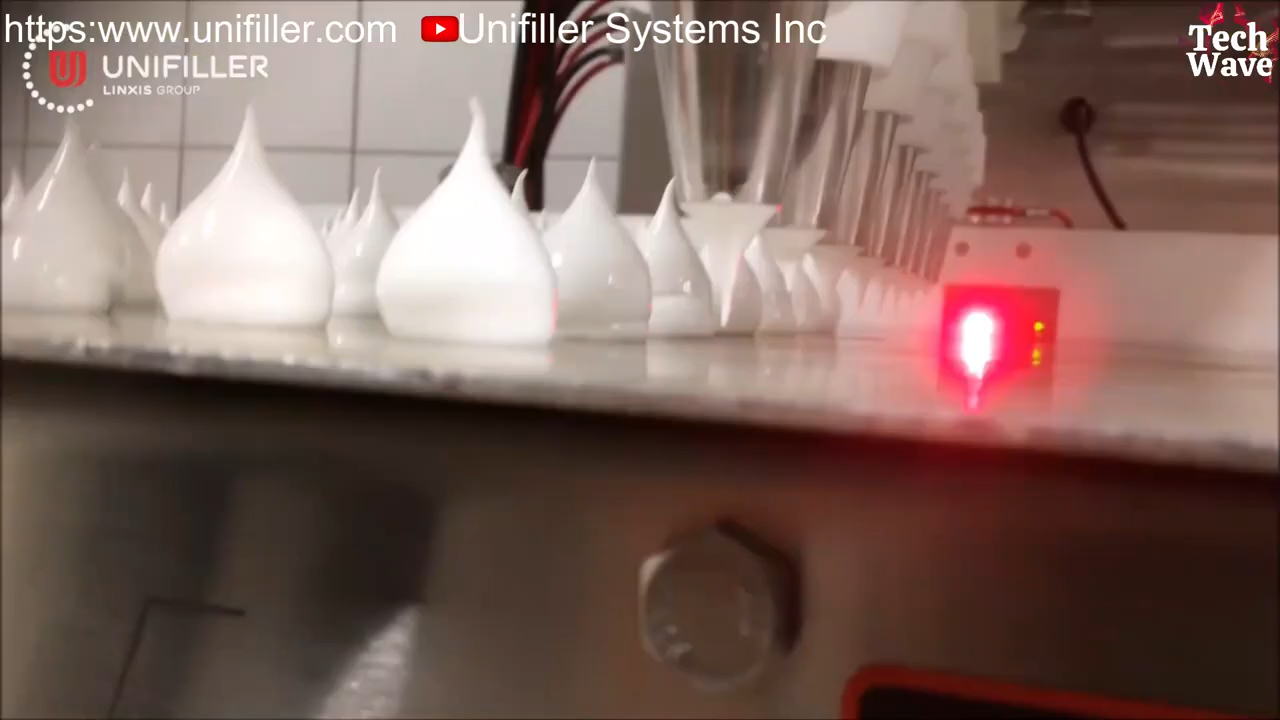 https:www.unifiller.com Unifiller Systems Inc
Tech
Wave
UNIFILLER
LINXIS GROUP